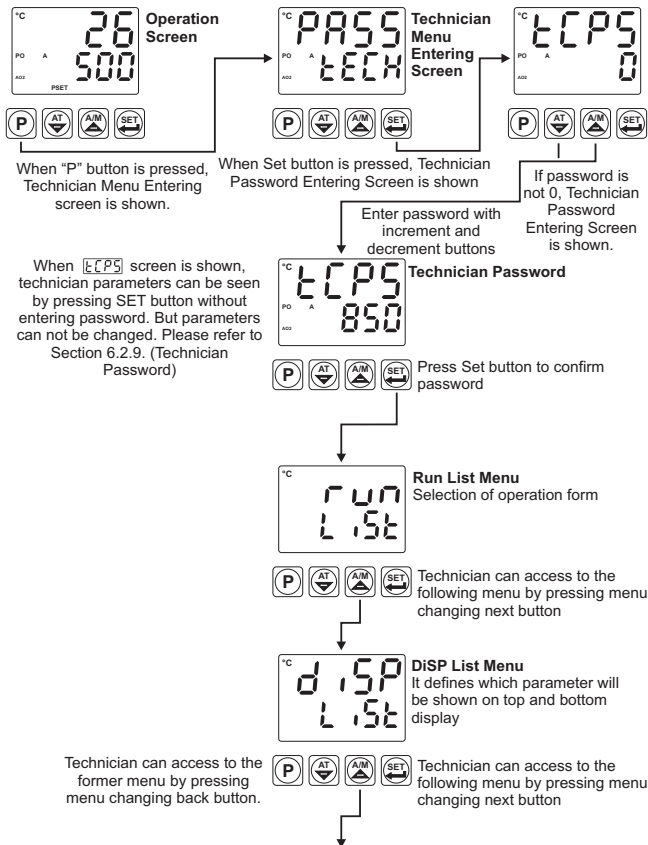 °C
26
PO A
AO2
500
PSET
Operation
Screen
P AT A/M SET
When “P” button is pressed,
Technician Menu Entering
screen is shown.
°C
PASS
PO A
AO2
tECH
Technician
Menu
Entering
Screen
P AT A/M SET
When Set button is pressed, Technician
Password Entering Screen is shown
°C
tCPS
PO A
AO2
0
P AT A/M SET
If password is
not 0, Technician
Password
Entering Screen
is shown.
Enter password with
increment and
decrement buttons
When tCPS screen is shown,
technician parameters can be seen
by pressing SET button without
entering password. But parameters
can not be changed. Please refer to
Section 6.2.9. (Technician
Password)
°C
tCPS
PO A
AO2
850
Technician Password
P AT A/M SET
Press Set button to confirm
password
°C
run
LiSt
Run List Menu
Selection of operation form
P AT A/M SET
Technician can access to the
following menu by pressing menu
changing next button
°C
diSP
LiSt
DiSP List Menu
It defines which parameter will
be shown on top and bottom
display
Technician can access to the
former menu by pressing
menu changing back button.
P AT A/M SET
Technician can access to the
following menu by pressing menu
changing next button